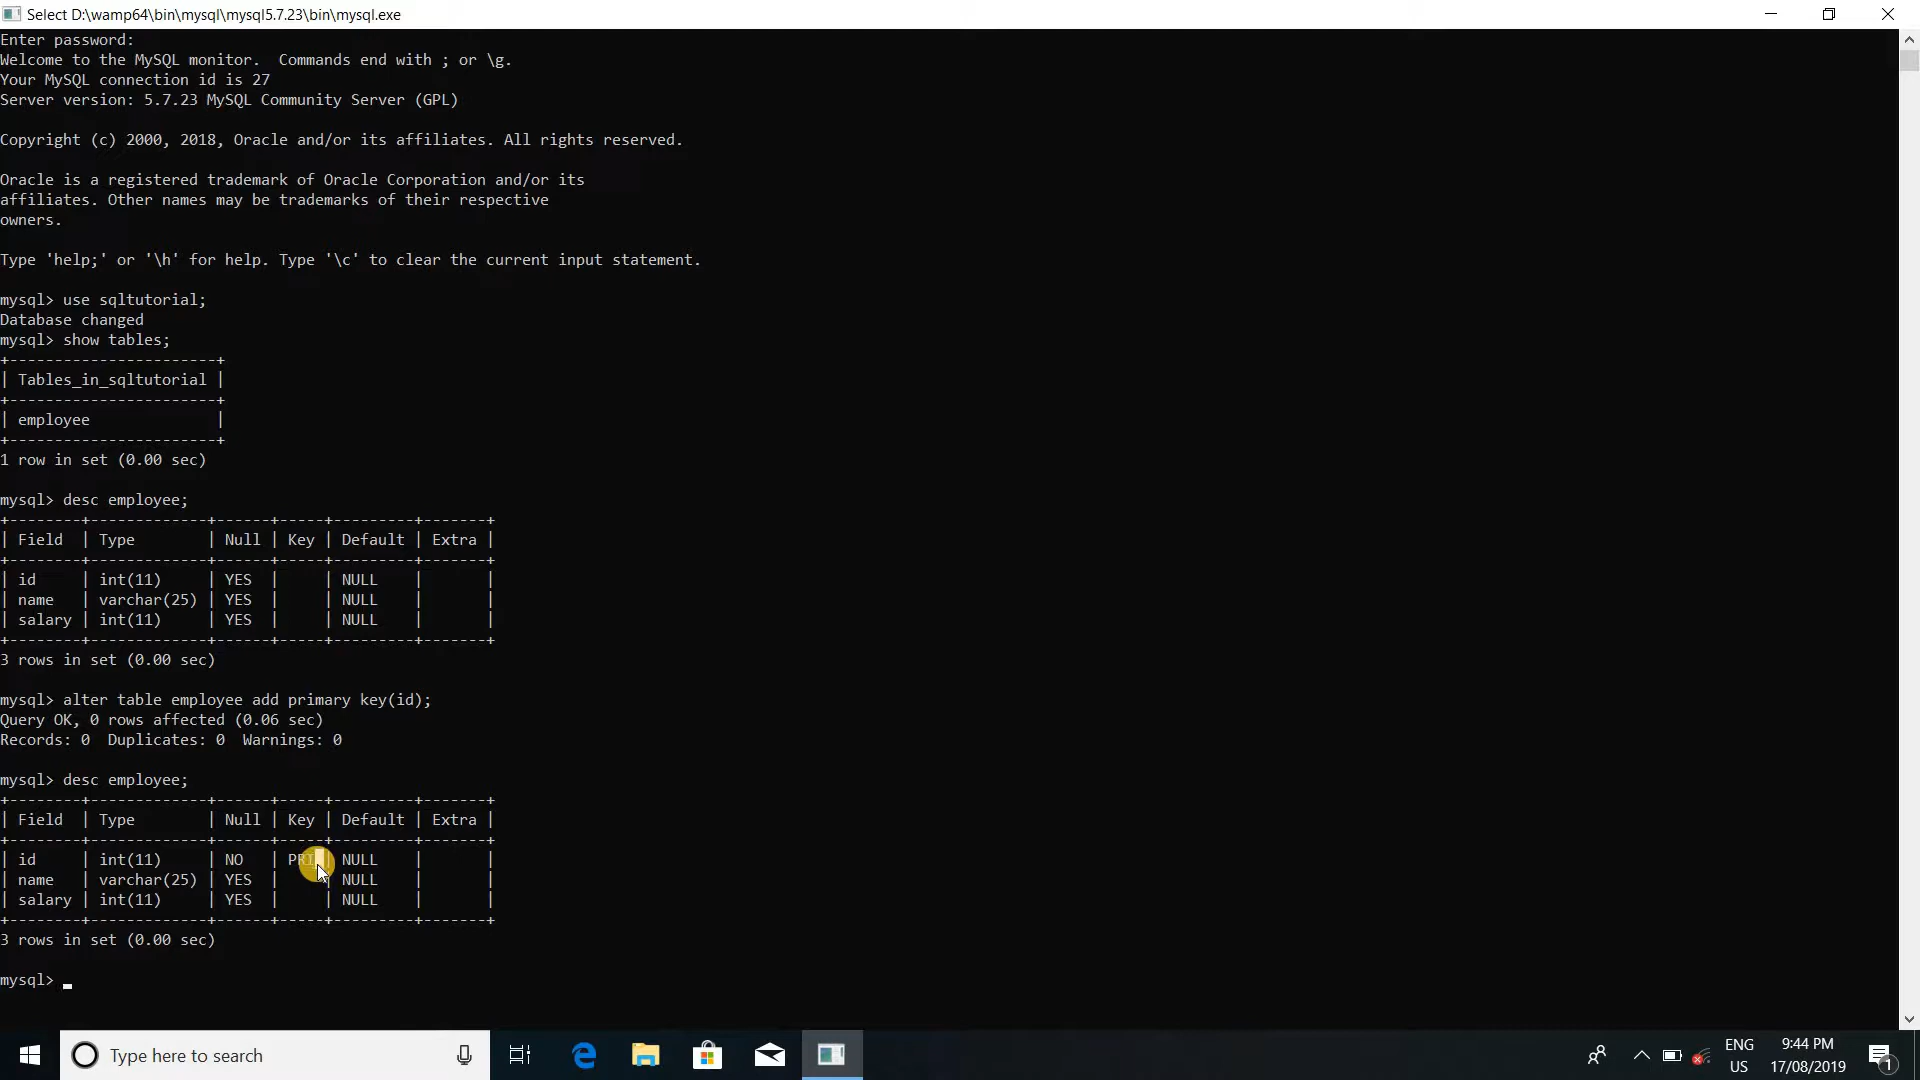 Select D:\wamp64\bin\mysql\mysql5.7.23\bin\mysql.exe
Enter password:
Welcome to the MySQL monitor.  Commands end with ; or \g.
Your MySQL connection id is 27
Server version: 5.7.23 MySQL Community Server (GPL)

Copyright (c) 2000, 2018, Oracle and/or its affiliates. All rights reserved.

Oracle is a registered trademark of Oracle Corporation and/or its
affiliates. Other names may be trademarks of their respective
owners.

Type 'help;' or '\h' for help. Type '\c' to clear the current input statement.

mysql> use sqltutorial;
Database changed
mysql> show tables;
+-----------------------+
| Tables_in_sqltutorial |
+-----------------------+
| employee              |
+-----------------------+
1 row in set (0.00 sec)

mysql> desc employee;
+--------+-------------+------+-----+---------+-------+
| Field  | Type        | Null | Key | Default | Extra |
+--------+-------------+------+-----+---------+-------+
| id     | int(11)     | YES  |     | NULL    |       |
| name   | varchar(25) | YES  |     | NULL    |       |
| salary | int(11)     | YES  |     | NULL    |       |
+--------+-------------+------+-----+---------+-------+
3 rows in set (0.00 sec)

mysql> alter table employee add primary key(id);
Query OK, 0 rows affected (0.06 sec)
Records: 0  Duplicates: 0  Warnings: 0

mysql> desc employee;
+--------+-------------+------+-----+---------+-------+
| Field  | Type        | Null | Key | Default | Extra |
+--------+-------------+------+-----+---------+-------+
| id     | int(11)     | NO   | PRI | NULL    |       |
| name   | varchar(25) | YES  |     | NULL    |       |
| salary | int(11)     | YES  |     | NULL    |       |
+--------+-------------+------+-----+---------+-------+
3 rows in set (0.00 sec)

mysql> _
Type here to search
ENG
US
9:44 PM
17/08/2019
1